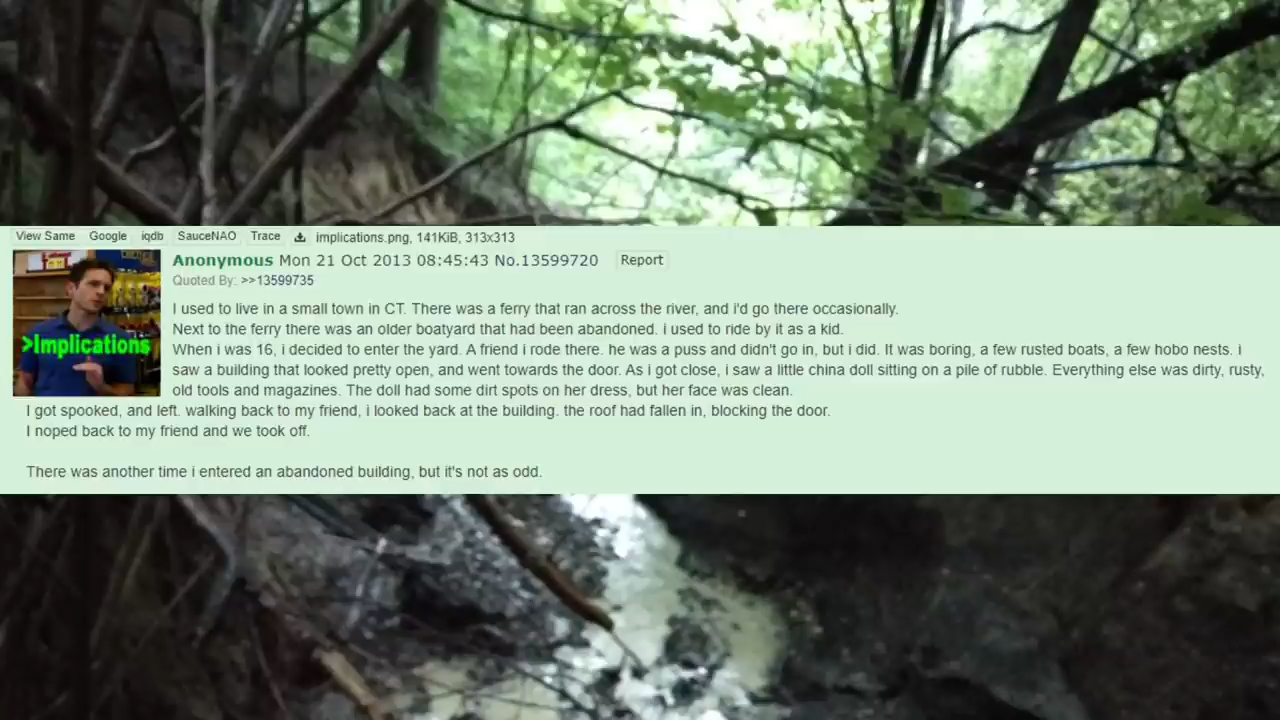 View Same Google iqdb SauceNAO Trace implications.png, 141KiB, 313x313
Anonymous Mon 21 Oct 2013 08:45:43 No.13599720 Report
Quoted By: >>13599735
>Implications
I used to live in a small town in CT. There was a ferry that ran across the river, and i'd go there occasionally.
Next to the ferry there was an older boatyard that had been abandoned. i used to ride by it as a kid.
When i was 16, i decided to enter the yard. A friend i rode there. he was a puss and didn't go in, but i did. It was boring, a few rusted boats, a few hobo nests. i
saw a building that looked pretty open, and went towards the door. As i got close, i saw a little china doll sitting on a pile of rubble. Everything else was dirty, rusty,
old tools and magazines. The doll had some dirt spots on her dress, but her face was clean.
I got spooked, and left. walking back to my friend, i looked back at the building. the roof had fallen in, blocking the door.
I noped back to my friend and we took off.
There was another time i entered an abandoned building, but it's not as odd.